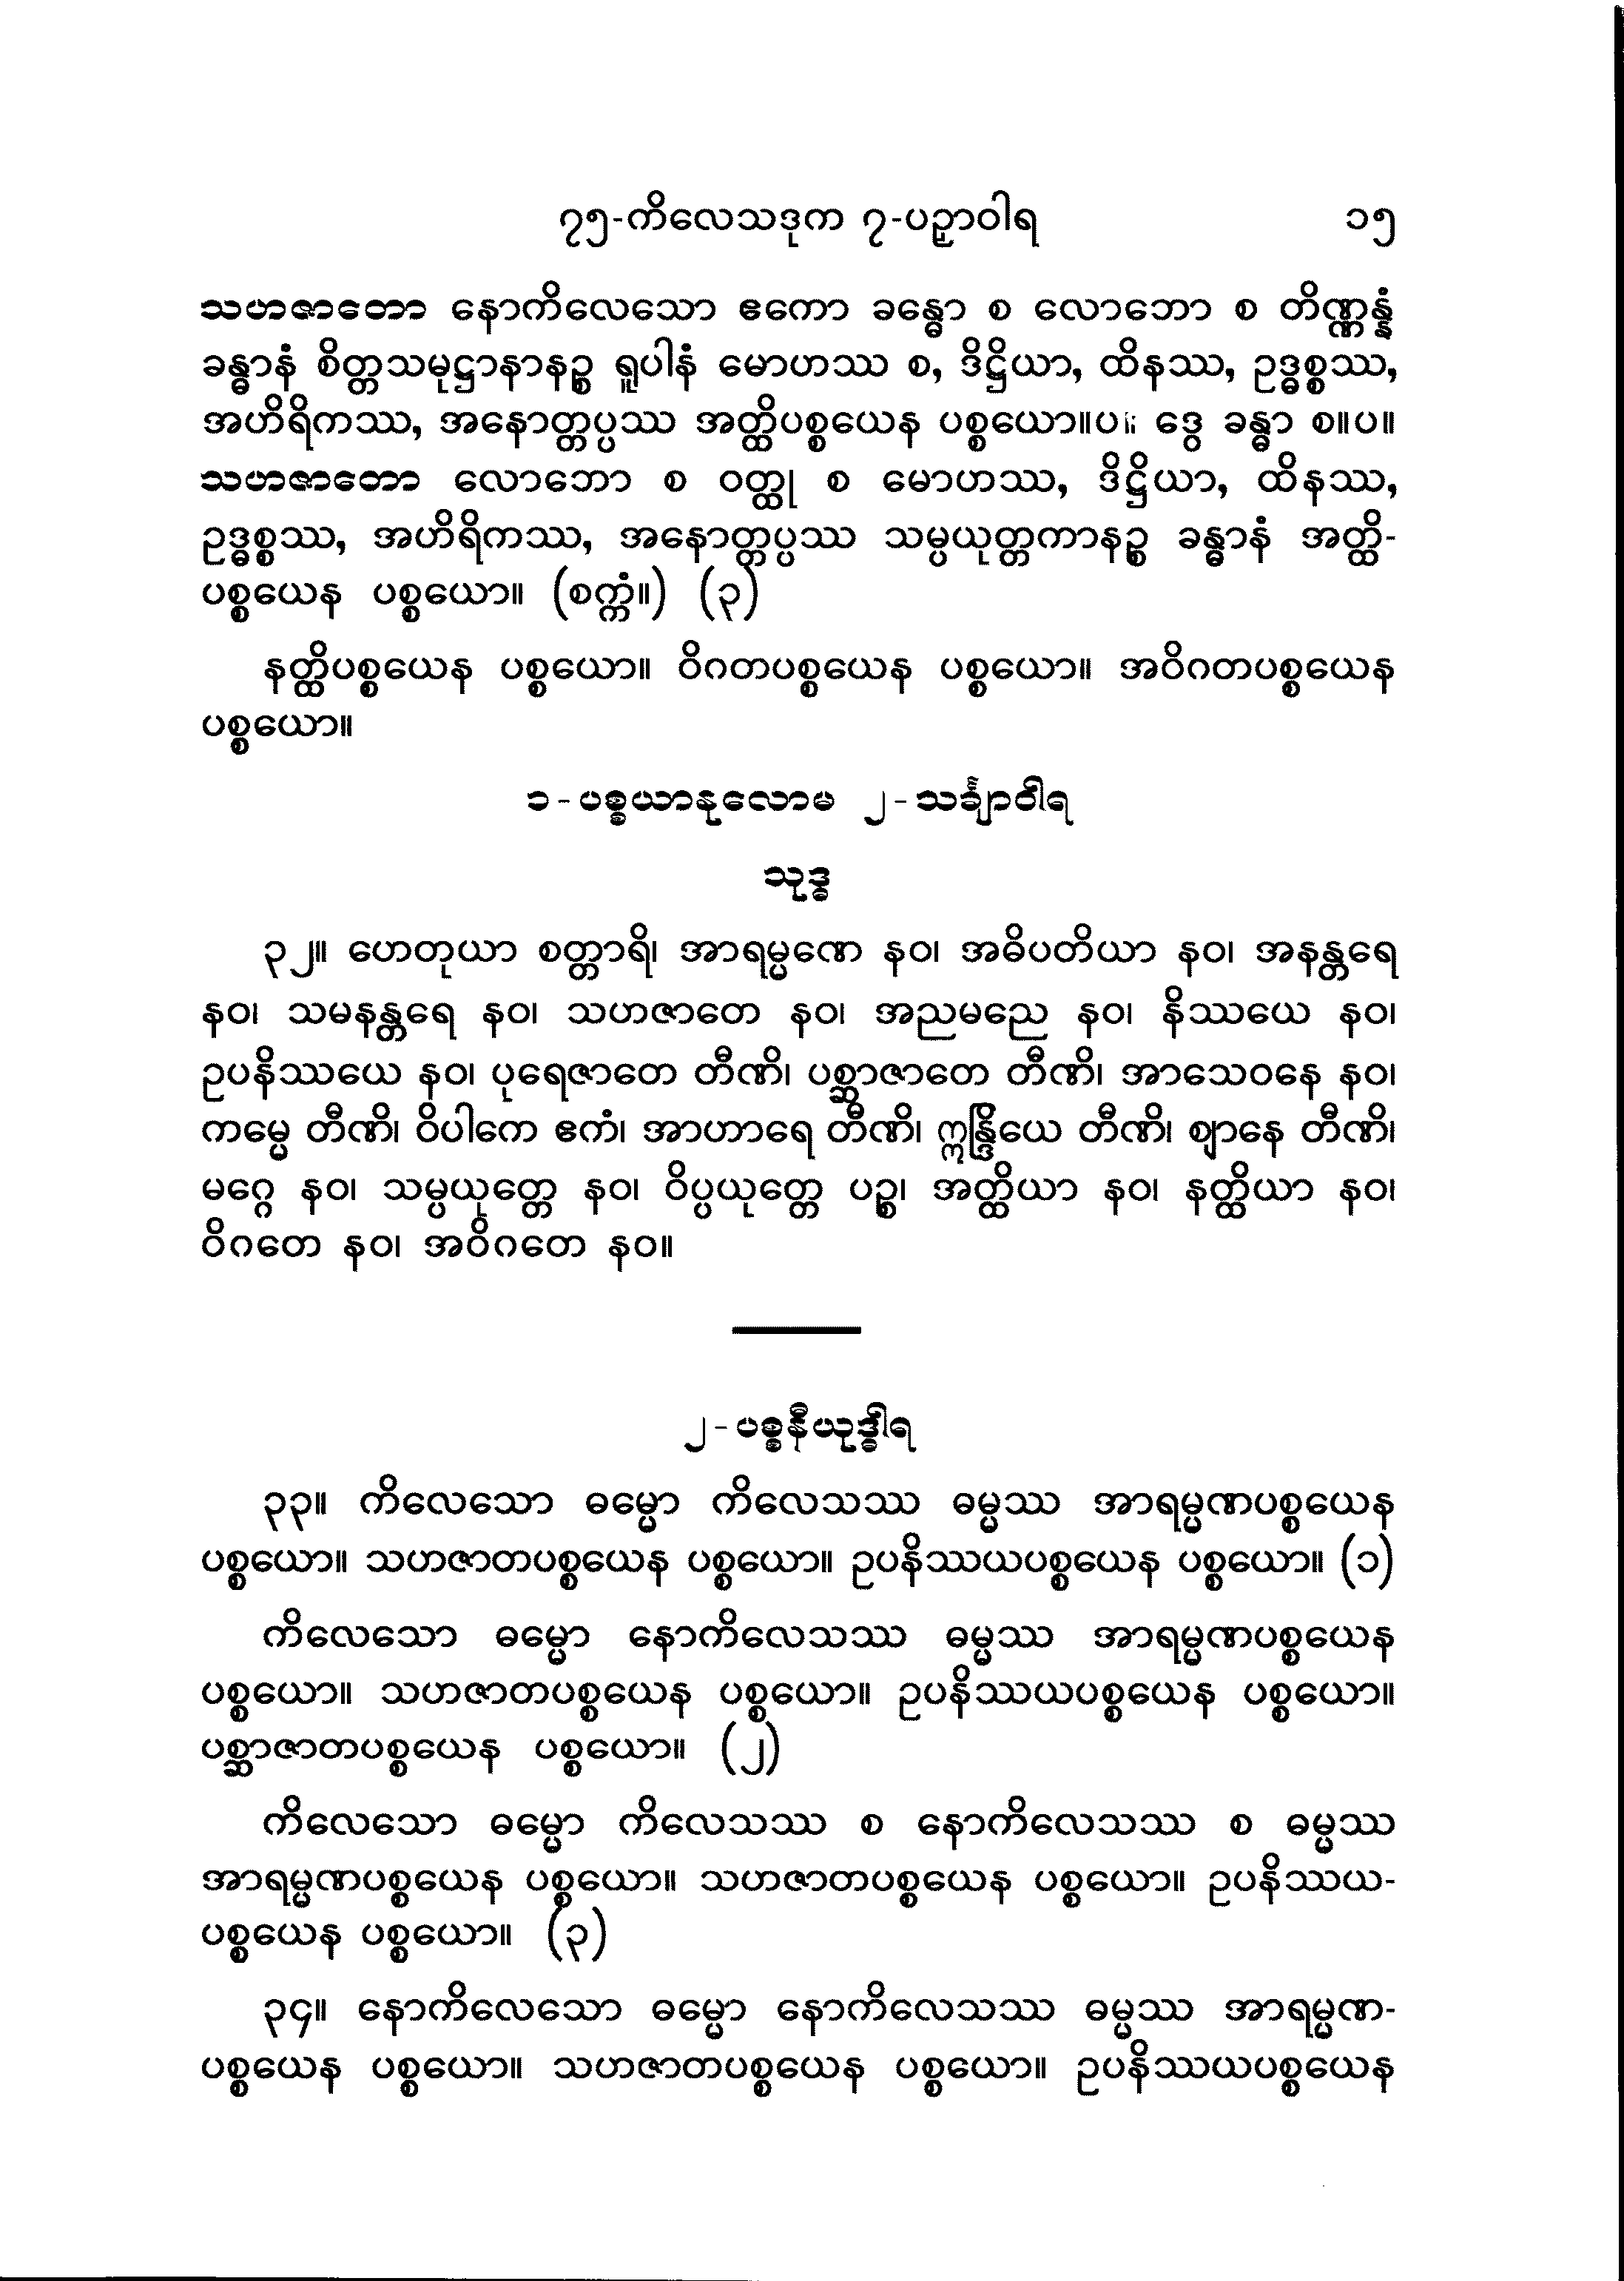 ၇၅-ကိလေသဒုက ၇-ပဉှာဝါရ ၁၅
သဟဇာတော နောကိလေသော ဧကော ခန္ဓော စ လောဘော စ တိဏ္ဏန္နံ
ခန္ဓာနံ စိတ္တသမုဋ္ဌာနာနဉ္စ ရူပါနံ မောဟဿ စ, ဒိဋ္ဌိယာ, ထိနဿ, ဥဒ္ဓစ္စဿ,
အဟိရိကဿ, အနောတ္တပ္ပဿ အတ္ထိပစ္စယေန ပစ္စယော။ပ။ ဒွေ ခန္ဓာ စ။ပ။
သဟဇာတော လောဘော စ ဝတ္ထု စ မောဟဿ, ဒိဋ္ဌိယာ, ထိနဿ,
ဥဒ္ဓစ္စဿ, အဟိရိကဿ, အနောတ္တပ္ပဿ သမ္ပယုတ္တကာနဉ္စ ခန္ဓာနံ အတ္ထိ-
ပစ္စယေန ပစ္စယော။ (စက္ကံ။) (၃)
နတ္ထိပစ္စယေန ပစ္စယော။ ဝိဂတပစ္စယေန ပစ္စယော။ အဝိဂတပစ္စယေန
ပစ္စယော။
၁-ပစ္စယာနုလောမ ၂-သင်္ချာဝါရ
သုဒ္ဓ
၃၂။ ဟေတုယာ စတ္တာရိ၊ အာရမ္မဏေ နဝ၊ အဓိပတိယာ နဝ၊ အနန္တရေ
နဝ၊ သမနန္တရေ နဝ၊ သဟဇာတေ နဝ၊ အညမညေ နဝ၊ နိဿယေ နဝ၊
ဥပနိဿယေ နဝ၊ ပုရေဇာတေ တီဏိ၊ ပစ္ဆာဇာတေ တီဏိ၊ အာသေဝနေ နဝ၊
ကမ္မေ တီဏိ၊ ဝိပါကေ ဧကံ၊ အာဟာရေ တီဏိ၊ ဣန္ဒြိယေ တီဏိ၊ ဈာနေ တီဏိ၊
မဂ္ဂေ နဝ၊ သမ္ပယုတ္တေ နဝ၊ ဝိပ္ပယုတ္တေ ပဉ္စ၊ အတ္ထိယာ နဝ၊ နတ္ထိယာ နဝ၊
ဝိဂတေ နဝ၊ အဝိဂတေ နဝ။
၂-ပစ္စနီယုဒ္ဓါရ
၃၃။ ကိလေသော ဓမ္မော ကိလေသဿ ဓမ္မဿ အာရမ္မဏပစ္စယေန
ပစ္စယော။ သဟဇာတပစ္စယေန ပစ္စယော။ ဥပနိဿယပစ္စယေန ပစ္စယော။ (၁)
ကိလေသော ဓမ္မော နောကိလေသဿ ဓမ္မဿ အာရမ္မဏပစ္စယေန
ပစ္စယော။ သဟဇာတပစ္စယေန ပစ္စယော။ ဥပနိဿယပစ္စယေန ပစ္စယော။
ပစ္ဆာဇာတပစ္စယေန ပစ္စယော။ (၂)
ကိလေသော ဓမ္မော ကိလေသဿ စ နောကိလေသဿ စ ဓမ္မဿ
အာရမ္မဏပစ္စယေန ပစ္စယော။ သဟဇာတပစ္စယေန ပစ္စယော။ ဥပနိဿယ-
ပစ္စယေန ပစ္စယော။ (၃)
၃၄။ နောကိလေသော ဓမ္မော နောကိလေသဿ ဓမ္မဿ အာရမ္မဏ-
ပစ္စယေန ပစ္စယော။ သဟဇာတပစ္စယေန ပစ္စယော။ ဥပနိဿယပစ္စယေန